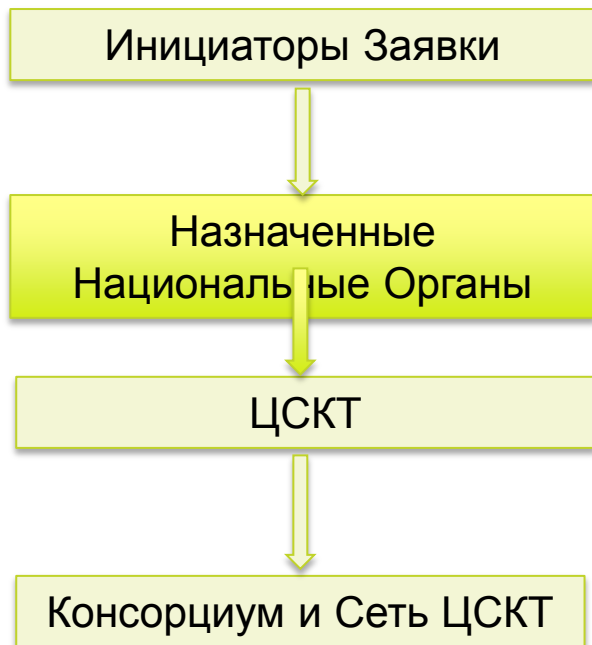 Инициаторы Заявки
Назначенные
Национальные Органы
ЦСКТ
Консорциум и Сеть ЦСКТ